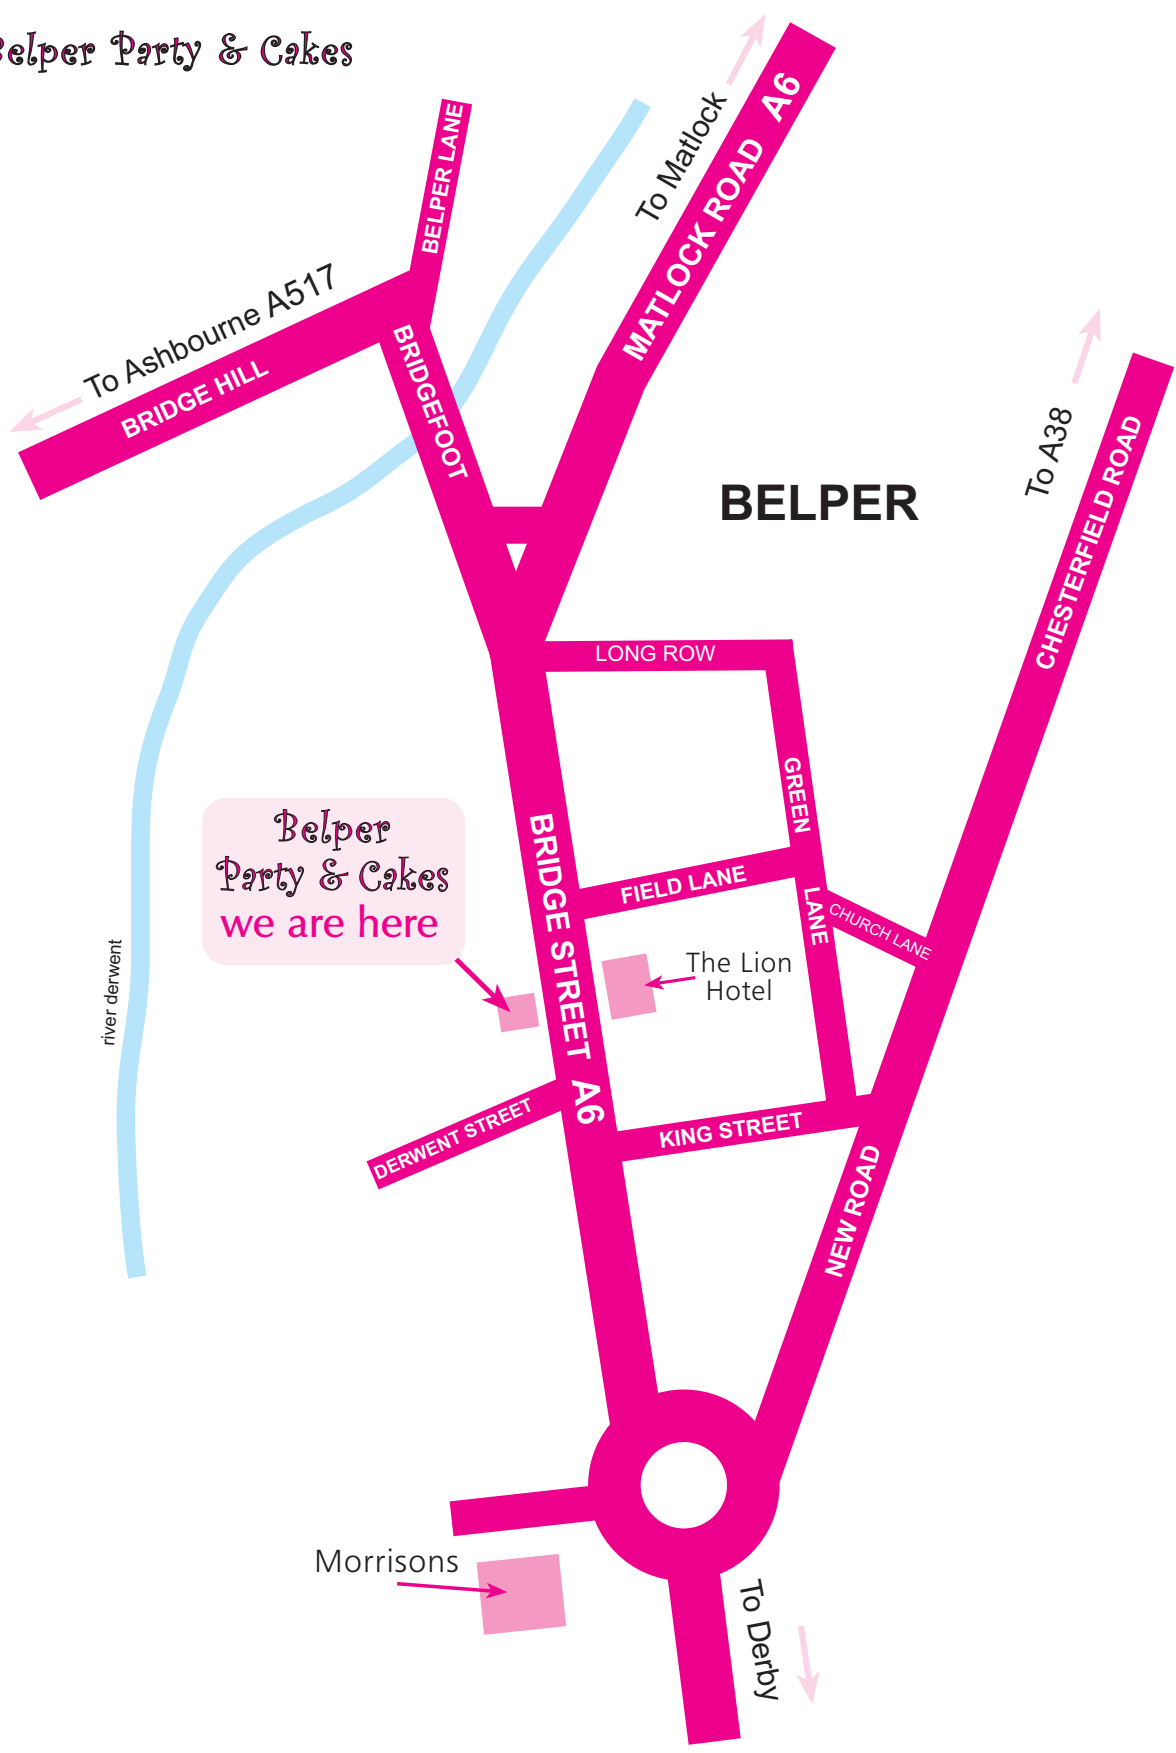 Belper Party & Cakes
To Matlock
MATLOCK ROAD A6
BELPER LANE
To Ashbourne A517
BRIDGE HILL
BRIDGEFOOT
To A38
CHESTERFIELD ROAD
BELPER
LONG ROW
GREEN LANE
Belper
Party & Cakes
we are here
BRIDGE STREET A6
FIELD LANE
CHURCH LANE
The Lion
Hotel
river derwent
DERWENT STREET
KING STREET
NEW ROAD
Morrisons
To Derby